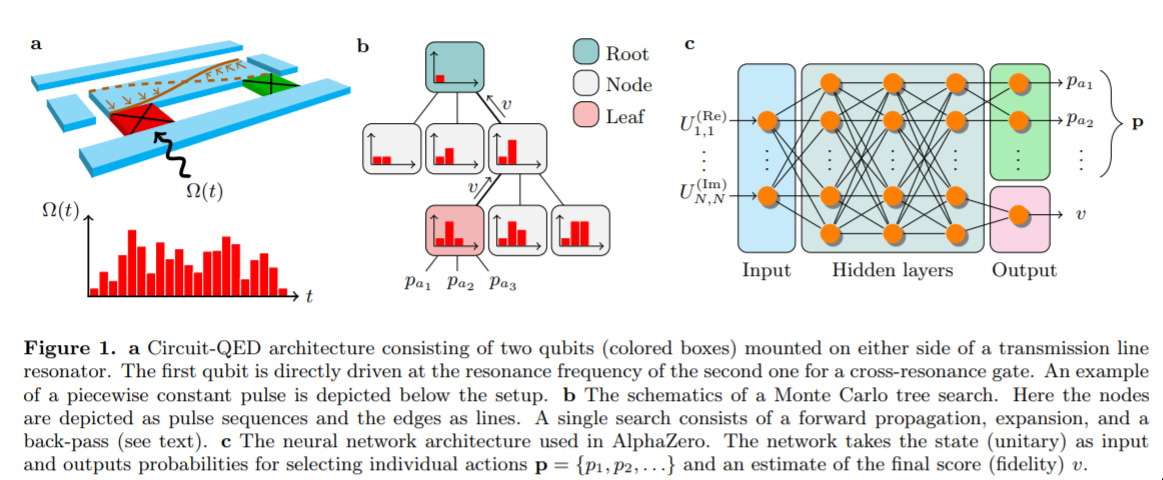 a
Ω(t)
Ω(t)
t
b
Root
Node
Leaf
v
v
p_{a_1} p_{a_2} p_{a_3}
c
U_{1,1}^{(Re)}
⋮
U_{N,N}^{(Im)}
p_{a_1}
p_{a_2}
⋮
p
v
Input Hidden layers Output
Figure 1. a Circuit-QED architecture consisting of two qubits (colored boxes) mounted on either side of a transmission line
resonator. The first qubit is directly driven at the resonance frequency of the second one for a cross-resonance gate. An example
of a piecewise constant pulse is depicted below the setup. b The schematics of a Monte Carlo tree search. Here the nodes
are depicted as pulse sequences and the edges as lines. A single search consists of a forward propagation, expansion, and a
back-pass (see text). c The neural network architecture used in AlphaZero. The network takes the state (unitary) as input
and outputs probabilities for selecting individual actions p = {p_1, p_2, ...} and an estimate of the final score (fidelity) v.